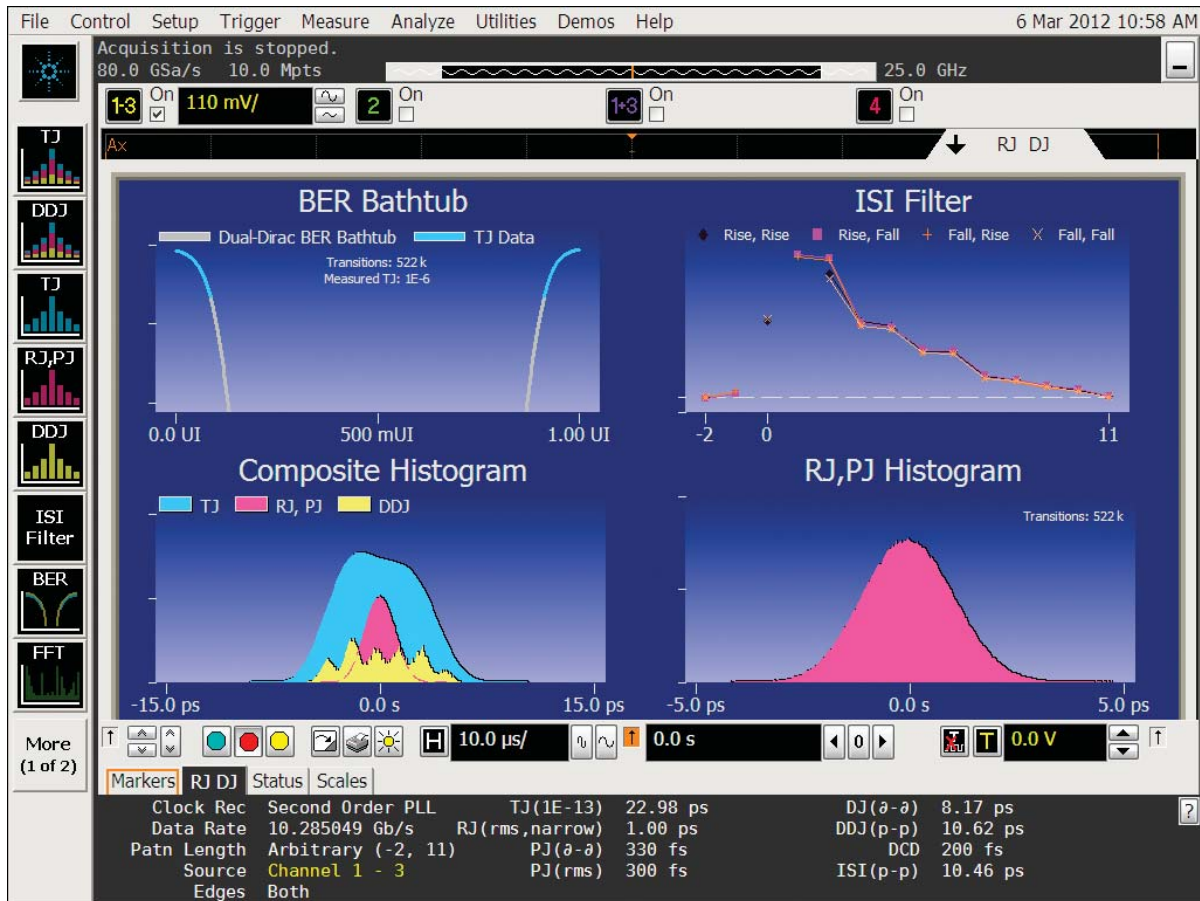 File Control Setup Trigger Measure Analyze Utilities Demos Help 6 Mar 2012 10:58 AM
Acquisition is stopped.
80.0 GSa/s 10.0 Mpts 25.0 GHz
1-3 On 110 mV/ 2 On 1+3 On 4 On
Ax RJ DJ
TJ
DDJ
TJ
RJ,PJ
DDJ
ISI
Filter
BER
FFT
More
(1 of 2)
BER Bathtub
Dual-Dirac BER Bathtub TJ Data
Transitions: 522 k
Measured TJ: 1E-6
0.0 UI 500 mUI 1.00 UI
ISI Filter
Rise, Rise Rise, Fall Fall, Rise Fall, Fall
-2 0 11
Composite Histogram
TJ RJ, PJ DDJ
-15.0 ps 0.0 s 15.0 ps
RJ,PJ Histogram
Transitions: 522 k
-5.0 ps 0.0 s 5.0 ps
H 10.0 µs/ 0.0 s 0 T 0.0 V
Markers RJ DJ Status Scales
Clock Rec Second Order PLL TJ(1E-13) 22.98 ps DJ(∂-∂) 8.17 ps ?
Data Rate 10.285049 Gb/s RJ(rms,narrow) 1.00 ps DDJ(p-p) 10.62 ps
Patn Length Arbitrary (-2, 11) PJ(∂-∂) 330 fs DCD 200 fs
Source Channel 1 - 3 PJ(rms) 300 fs ISI(p-p) 10.46 ps
Edges Both